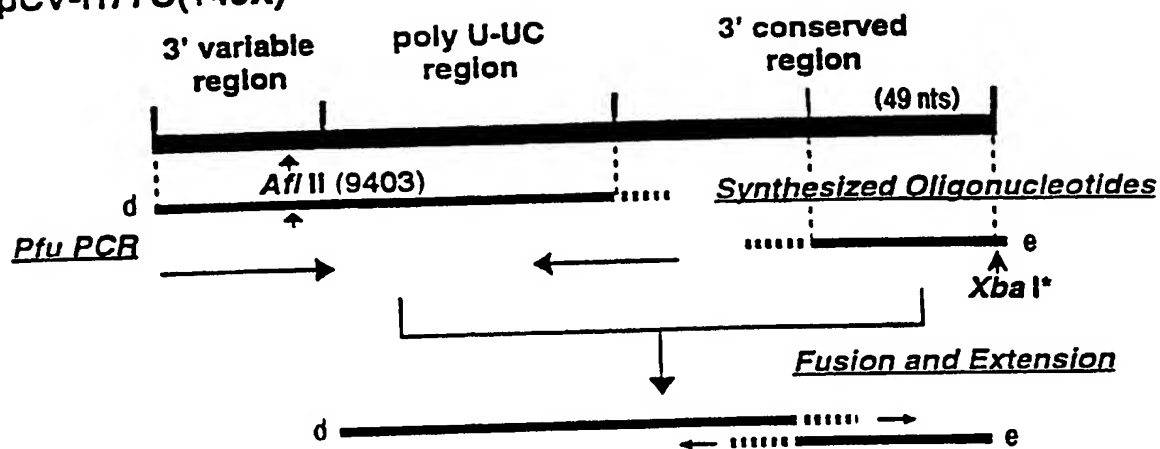 3' variable region
poly U-UC region
3' conserved region
(49 nts)
Afl II (9403)
d
Synthesized Oligonucleotides
Pfu PCR
e
Xba I*
Fusion and Extension
d
e